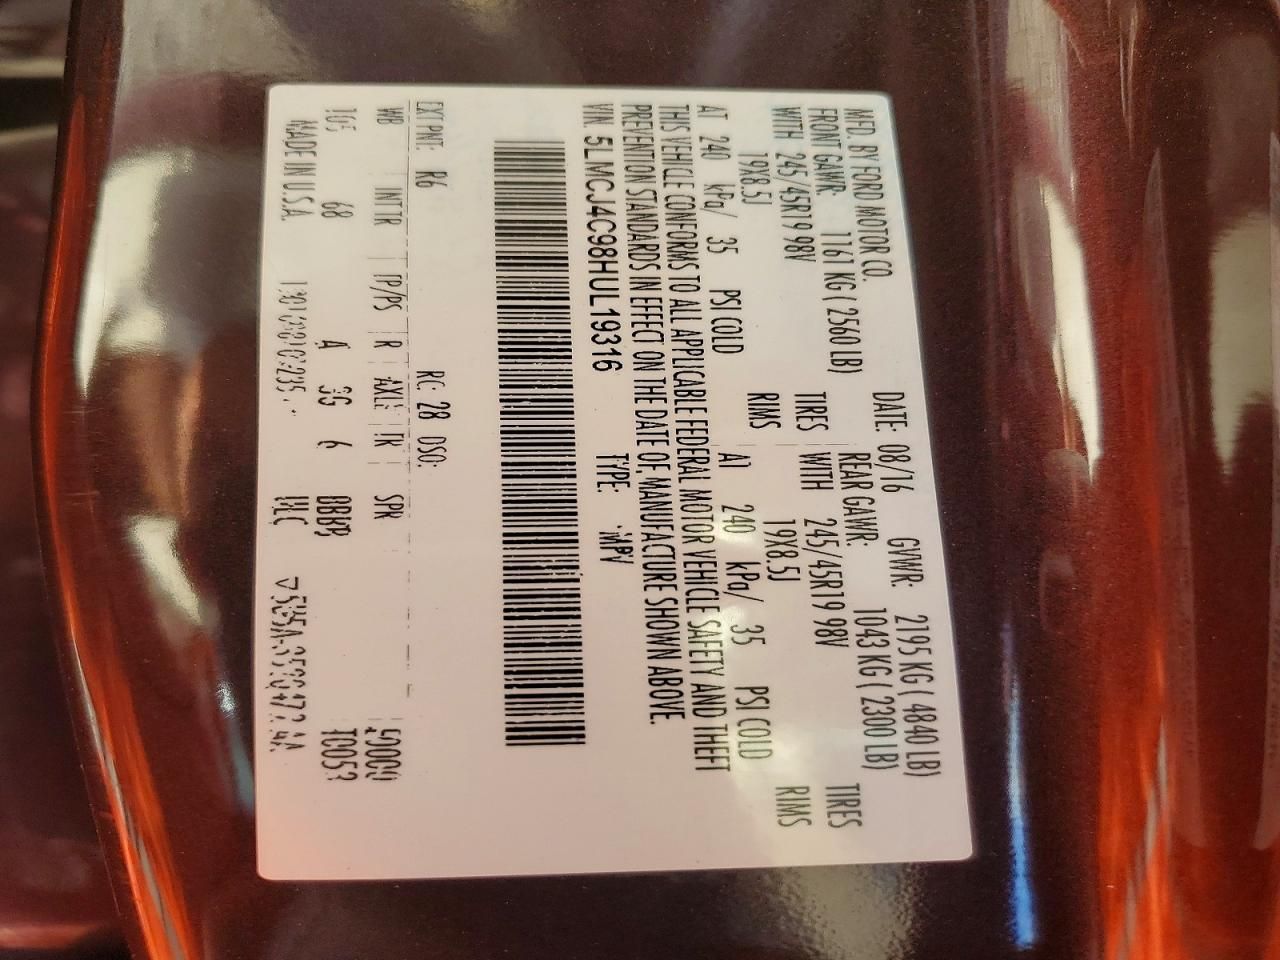 MFD. BY FORD MOTOR CO. DATE: 08/16 GVWR: 2195 KG ( 4840 LB)
FRONT GAWR: 1161 KG ( 2560 LB) REAR GAWR: 1043 KG ( 2300 LB)
WITH 245/45R19 98V TIRES WITH 245/45R19 98V TIRES
19X8.5J RIMS 19X8.5J RIMS
AT 240 kPa/ 35 PSI COLD AT 240 kPa/ 35 PSI COLD
THIS VEHICLE CONFORMS TO ALL APPLICABLE FEDERAL MOTOR VEHICLE SAFETY AND THEFT
PREVENTION STANDARDS IN EFFECT ON THE DATE OF MANUFACTURE SHOWN ABOVE.
VIN: 5LMCJ4C98HUL19316 TYPE: MPV
EXT PNT: R6 RC: 28 DSO:
WB INT TR TP/PS R AXLE TR SPR
105 68 A 3G 6 BBBB TC053
MADE IN U.S.A.